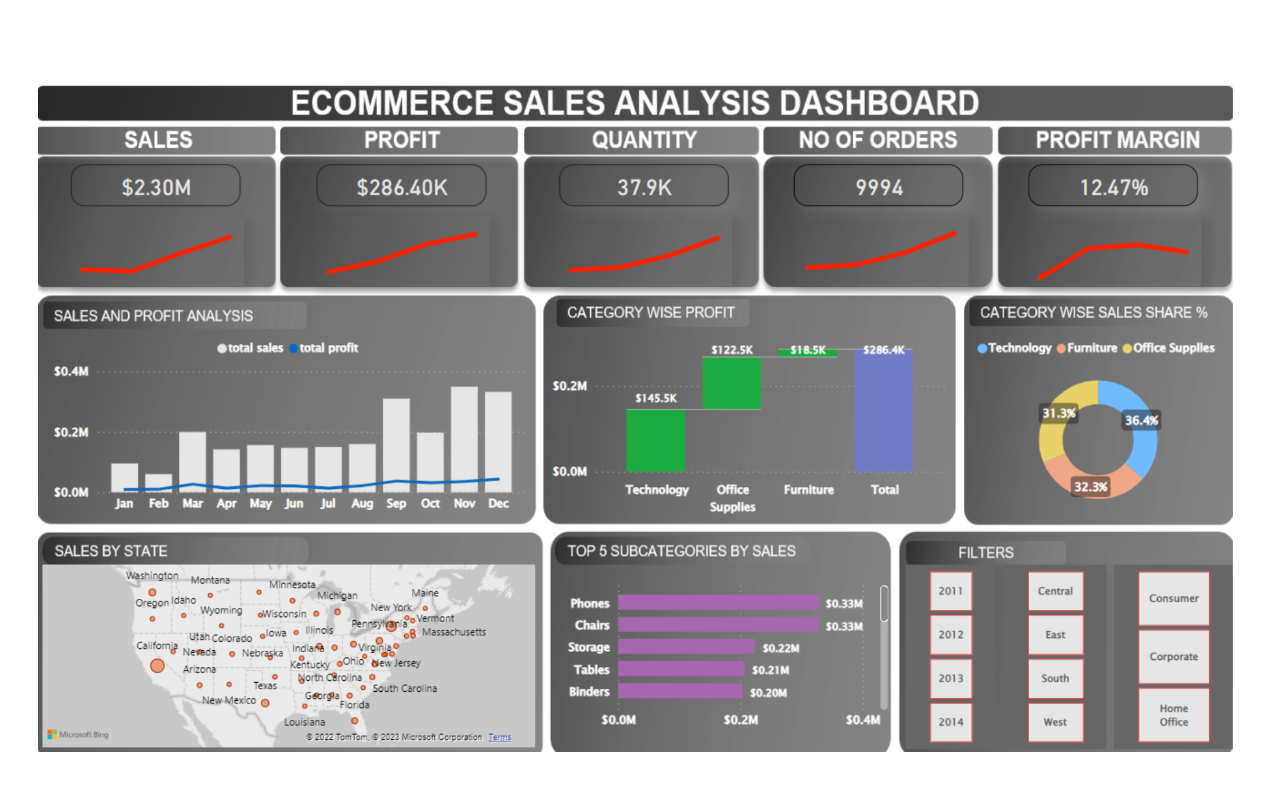 ECOMMERCE SALES ANALYSIS DASHBOARD
SALES
PROFIT
QUANTITY
NO OF ORDERS
PROFIT MARGIN
$2.30M
$286.40K
37.9K
9994
12.47%
SALES AND PROFIT ANALYSIS
total sales total profit
$0.4M
$0.2M
$0.0M
Jan Feb Mar Apr May Jun Jul Aug Sep Oct Nov Dec
CATEGORY WISE PROFIT
$122.5K $18.5K $286.4K
$0.2M
$145.5K
$0.0M
Technology Office Supplies Furniture Total
CATEGORY WISE SALES SHARE %
Technology Furniture Office Supplies
31.3%
36.4%
32.3%
SALES BY STATE
Washington
Montana
Minnesota
Oregon
Idaho
Michigan
Maine
Wyoming
Wisconsin
New York
Vermont
Pennsylvania
Massachusetts
Utah
Colorado
Iowa
Illinois
California
Nevada
Nebraska
Indiana
Virginia
Arizona
Kentucky
Ohio
New Jersey
Texas
North Carolina
New Mexico
Georgia
South Carolina
Florida
Louisiana
Microsoft Bing
© 2022 TomTom, © 2023 Microsoft Corporation Terms
TOP 5 SUBCATEGORIES BY SALES
Phones $0.33M
Chairs $0.33M
Storage $0.22M
Tables $0.21M
Binders $0.20M
$0.0M $0.2M $0.4M
FILTERS
2011
2012
2013
2014
Central
East
South
West
Consumer
Corporate
Home
Office